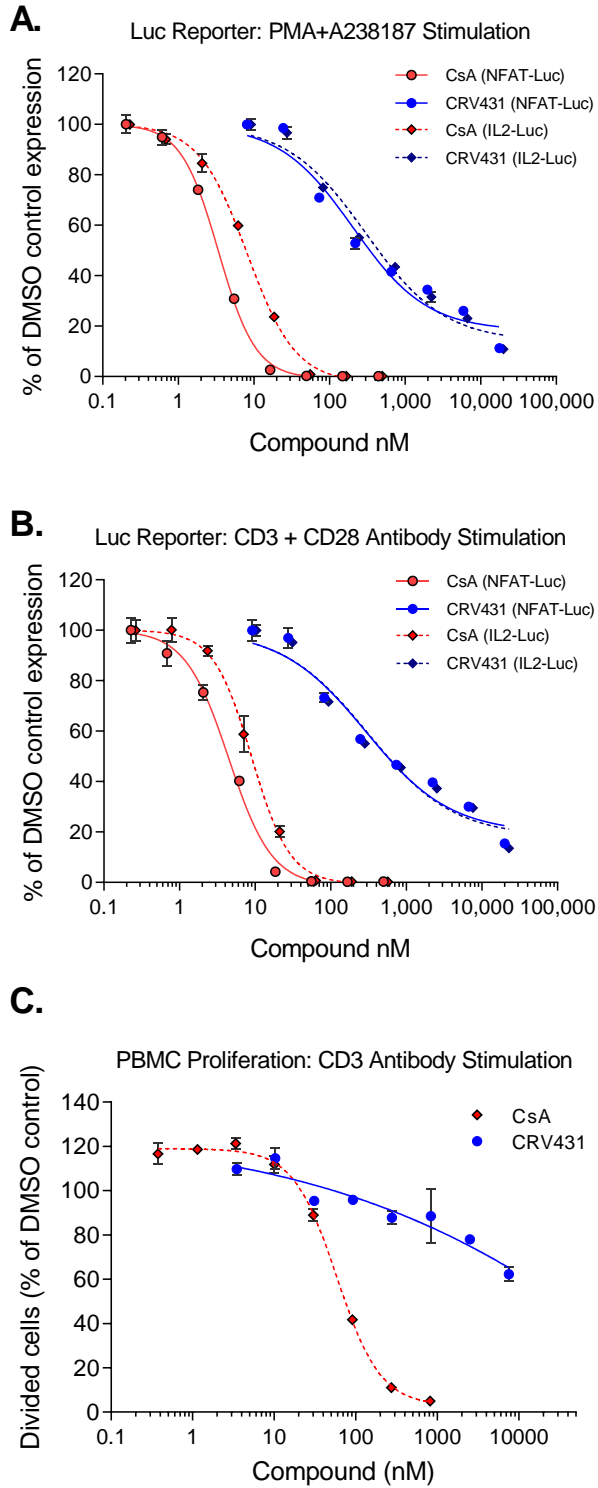 A.
Luc Reporter: PMA+A238187 Stimulation
% of DMSO control expression
120
100
80
60
40
20
0
CsA (NFAT-Luc)
CRV431 (NFAT-Luc)
CsA (IL2-Luc)
CRV431 (IL2-Luc)
0.1 1 10 100 1,000 10,000 100,000
Compound nM
B.
Luc Reporter: CD3 + CD28 Antibody Stimulation
% of DMSO control expression
120
100
80
60
40
20
0
CsA (NFAT-Luc)
CRV431 (NFAT-Luc)
CsA (IL2-Luc)
CRV431 (IL2-Luc)
0.1 1 10 100 1,000 10,000 100,000
Compound nM
C.
PBMC Proliferation: CD3 Antibody Stimulation
Divided cells (% of DMSO control)
140
120
100
80
60
40
20
0
CsA
CRV431
0.1 1 10 100 1000 10000
Compound (nM)